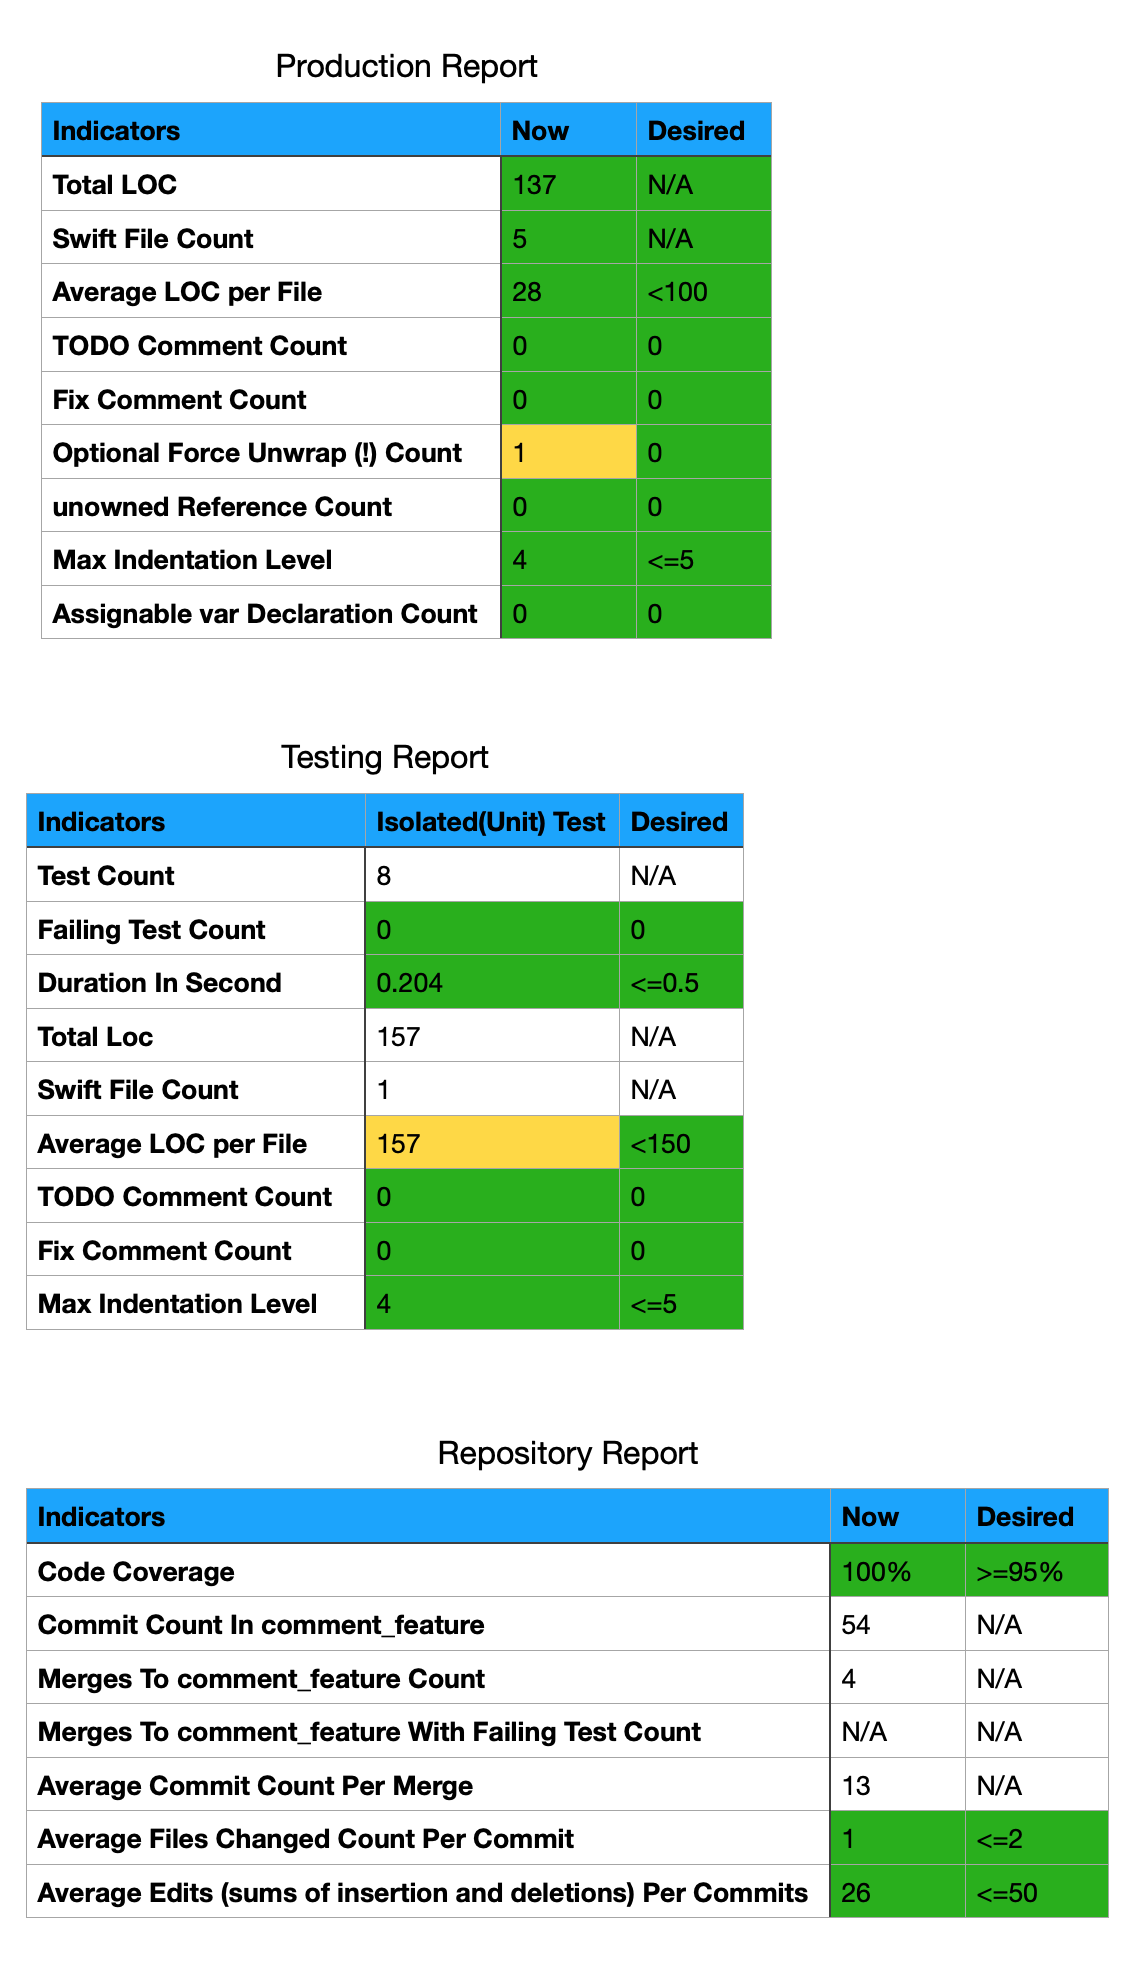 Production Report
Indicators Now Desired
Total LOC 137 N/A
Swift File Count 5 N/A
Average LOC per File 28 <100
TODO Comment Count 0 0
Fix Comment Count 0 0
Optional Force Unwrap (!) Count 1 0
unowned Reference Count 0 0
Max Indentation Level 4 <=5
Assignable var Declaration Count 0 0
Testing Report
Indicators Isolated(Unit) Test Desired
Test Count 8 N/A
Failing Test Count 0 0
Duration In Second 0.204 <=0.5
Total Loc 157 N/A
Swift File Count 1 N/A
Average LOC per File 157 <150
TODO Comment Count 0 0
Fix Comment Count 0 0
Max Indentation Level 4 <=5
Repository Report
Indicators Now Desired
Code Coverage 100% >=95%
Commit Count In comment_feature 54 N/A
Merges To comment_feature Count 4 N/A
Merges To comment_feature With Failing Test Count N/A N/A
Average Commit Count Per Merge 13 N/A
Average Files Changed Count Per Commit 1 <=2
Average Edits (sums of insertion and deletions) Per Commits 26 <=50